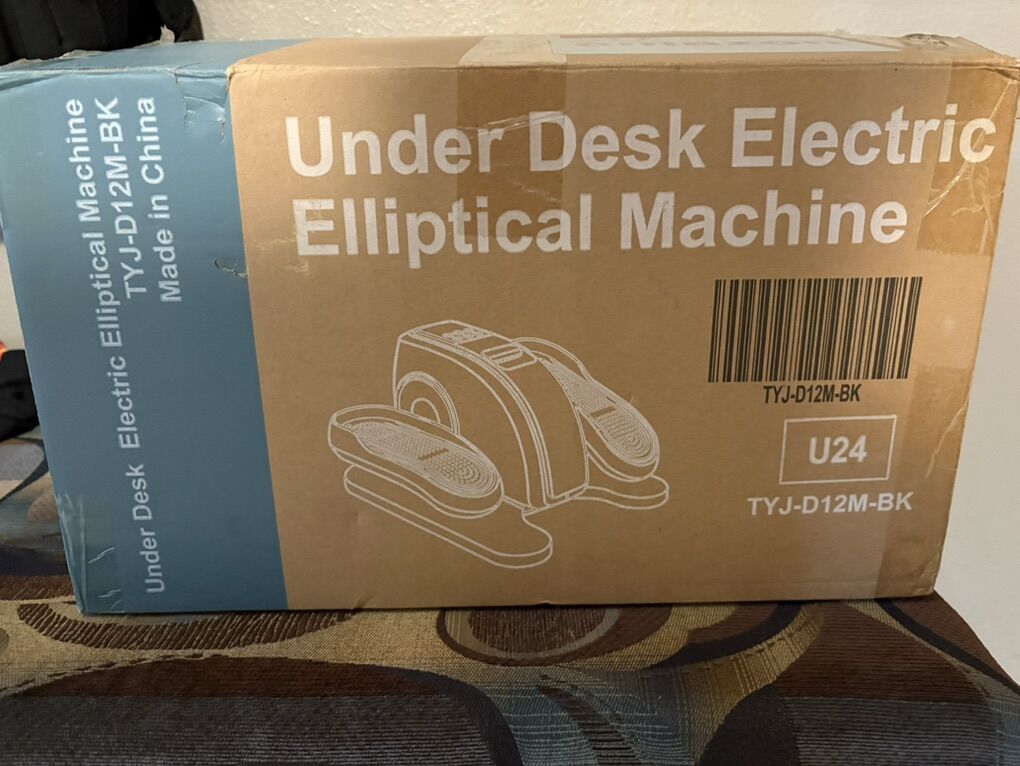 Under Desk Electric Elliptical Machine
TYJ-D12M-BK
Made in China
Under Desk Electric
Elliptical Machine
TYJ-D12M-BK
U24
TYJ-D12M-BK